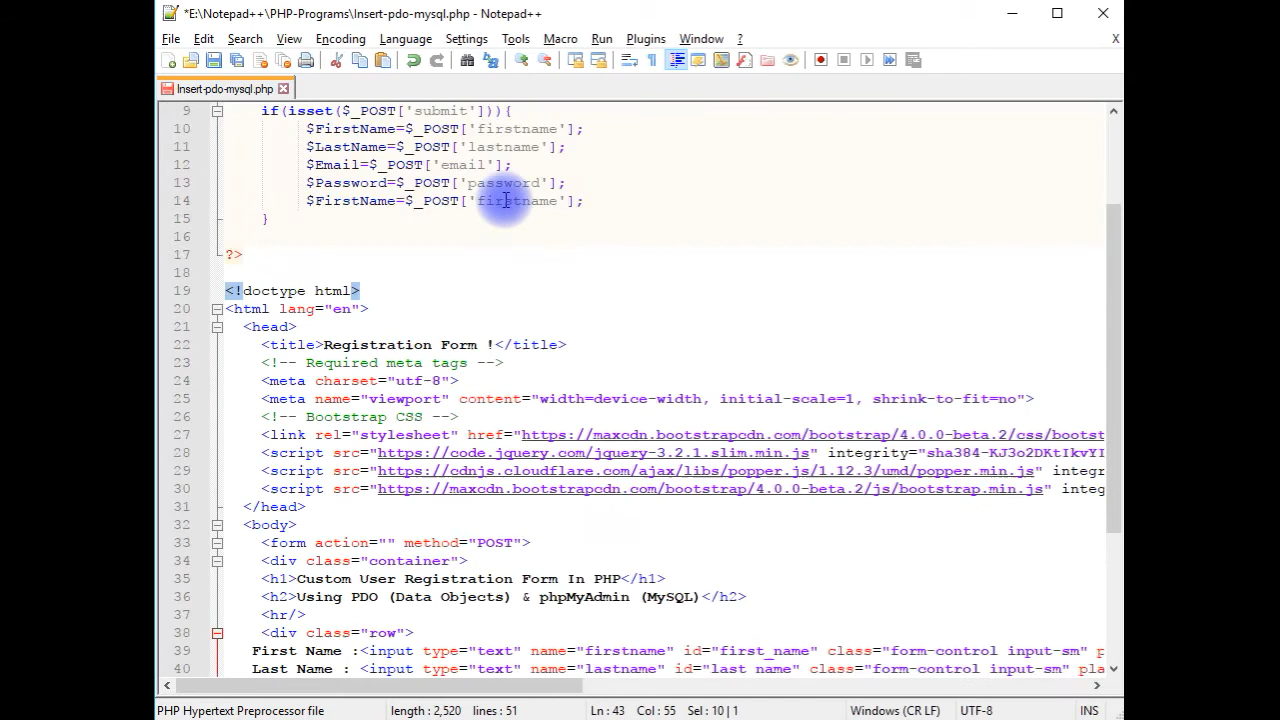 *E:\Notepad++\PHP-Programs\Insert-pdo-mysql.php - Notepad++
File Edit Search View Encoding Language Settings Tools Macro Run Plugins Window ? X
Insert-pdo-mysql.php
9 if(isset($_POST['submit'])){
10 $FirstName=$_POST['firstname'];
11 $LastName=$_POST['lastname'];
12 $Email=$_POST['email'];
13 $Password=$_POST['password'];
14 $FirstName=$_POST['firstname'];
15 }
16
17 ?>
18
19 <!doctype html>
20 <html lang="en">
21 <head>
22 <title>Registration Form !</title>
23 <!-- Required meta tags -->
24 <meta charset="utf-8">
25 <meta name="viewport" content="width=device-width, initial-scale=1, shrink-to-fit=no">
26 <!-- Bootstrap CSS -->
27 <link rel="stylesheet" href="https://maxcdn.bootstrapcdn.com/bootstrap/4.0.0-beta.2/css/bootst
28 <script src="https://code.jquery.com/jquery-3.2.1.slim.min.js" integrity="sha384-KJ3o2DKtIkvYI
29 <script src="https://cdnjs.cloudflare.com/ajax/libs/popper.js/1.12.3/umd/popper.min.js" integr
30 <script src="https://maxcdn.bootstrapcdn.com/bootstrap/4.0.0-beta.2/js/bootstrap.min.js" integ
31 </head>
32 <body>
33 <form action="" method="POST">
34 <div class="container">
35 <h1>Custom User Registration Form In PHP</h1>
36 <h2>Using PDO (Data Objects) & phpMyAdmin (MySQL)</h2>
37 <hr/>
38 <div class="row">
39 First Name :<input type="text" name="firstname" id="first_name" class="form-control input-sm" p
40 Last Name : <input type="text" name="lastname" id="last_name" class="form-control input-sm" pla
PHP Hypertext Preprocessor file length : 2,520 lines : 51 Ln : 43 Col : 55 Sel : 10 | 1 Windows (CR LF) UTF-8 INS